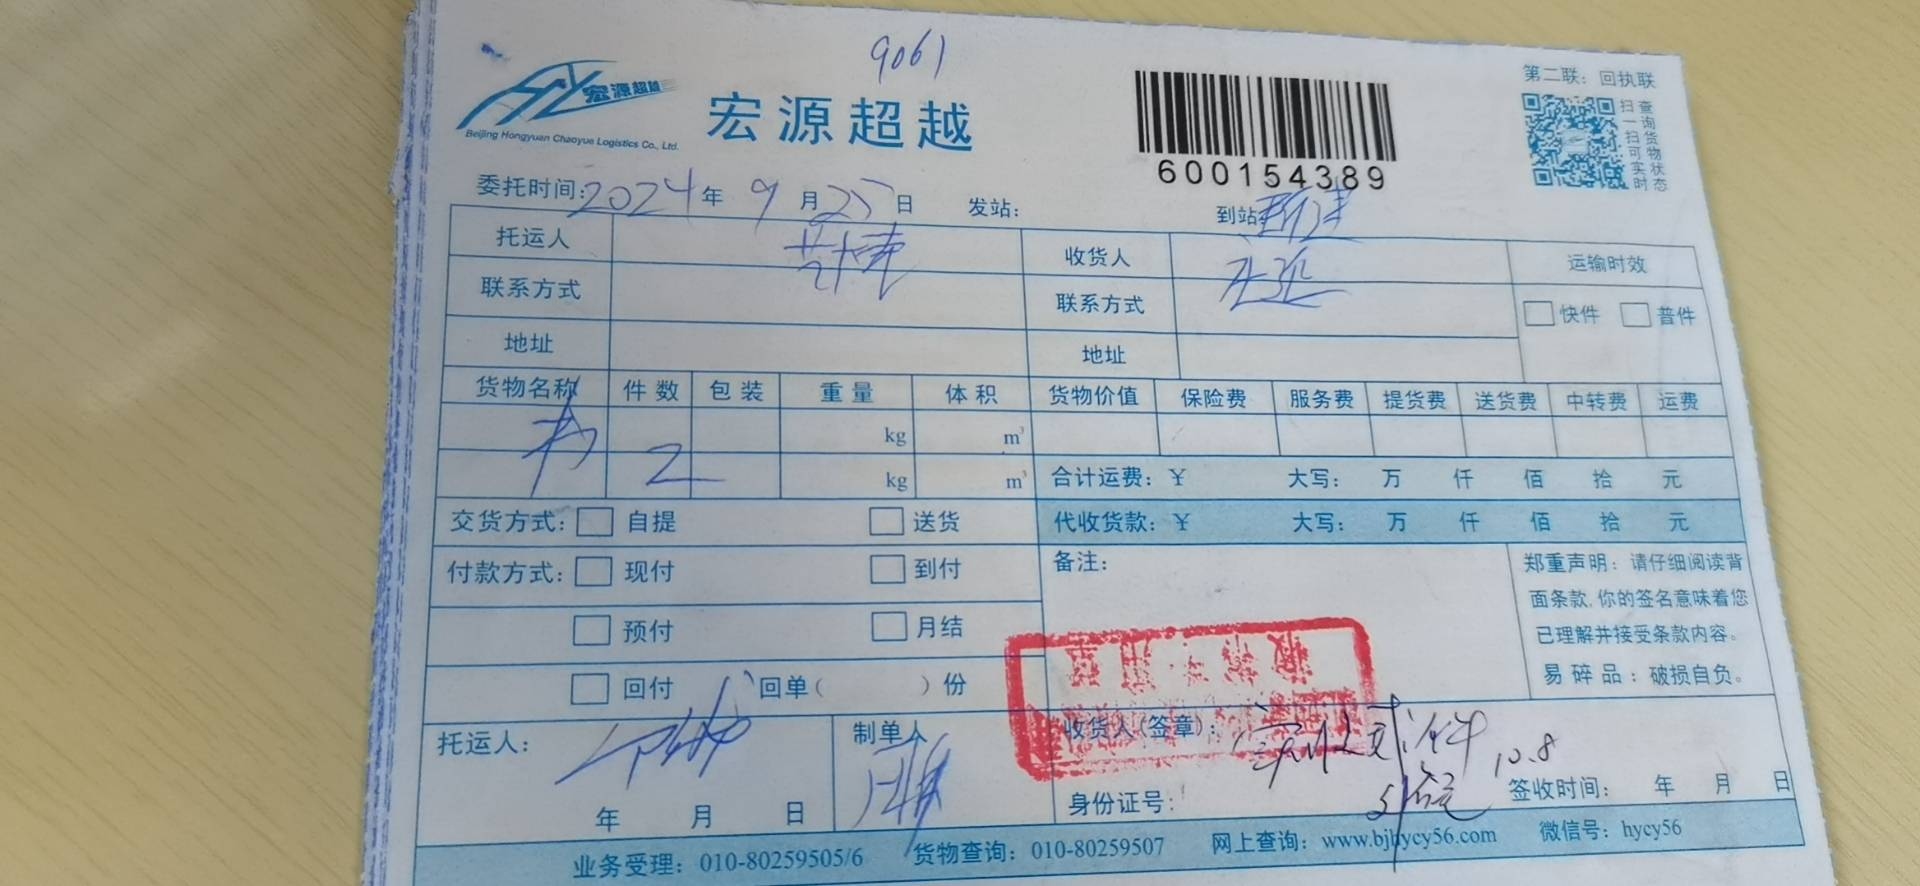 9061
宏源超越
Beijing Hongyuan Chaoyue Logistics Co., Ltd.
宏源超越
600154389
第二联：回执联
扫一扫可实时
查询货物状态
委托时间：2024年9月25日 发站： 到站：新建
托运人 收货人 运输时效
联系方式 联系方式 快件 普件
地址 地址
货物名称 件数 包装 重量 体积 货物价值 保险费 服务费 提货费 送货费 中转费 运费
kg m³
书 2 kg m³ 合计运费：¥ 大写： 万 仟 佰 拾 元
交货方式： 自提 送货 代收货款：¥ 大写： 万 仟 佰 拾 元
付款方式： 现付 到付 备注：
预付 月结
回付 回单（ ）份
郑重声明：请仔细阅读背
面条款,你的签名意味着您
已理解并接受条款内容。
易碎品：破损自负。
托运人： 制单人 收货人（签章）：
10.8
年 月 日 身份证号： 签收时间： 年 月 日
业务受理：010-80259505/6 货物查询：010-80259507 网上查询：www.bjhycy56.com 微信号：hycy56